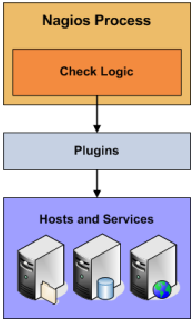 Nagios Process
Check Logic
Plugins
Hosts and Services